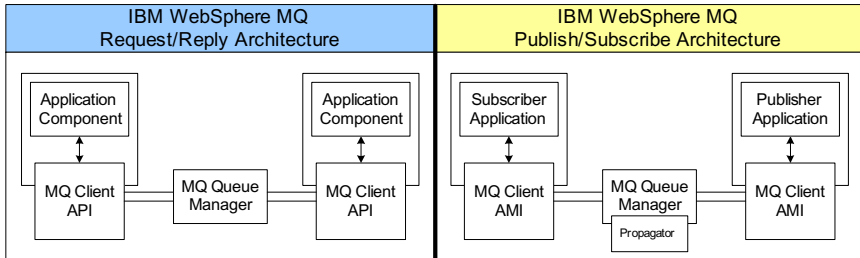 IBM WebSphere MQ
Request/Reply Architecture
IBM WebSphere MQ
Publish/Subscribe Architecture
Application
Component
Application
Component
MQ Client
API
MQ Queue
Manager
MQ Client
API
Subscriber
Application
Publisher
Application
MQ Client
AMI
MQ Queue
Manager
Propagator
MQ Client
AMI